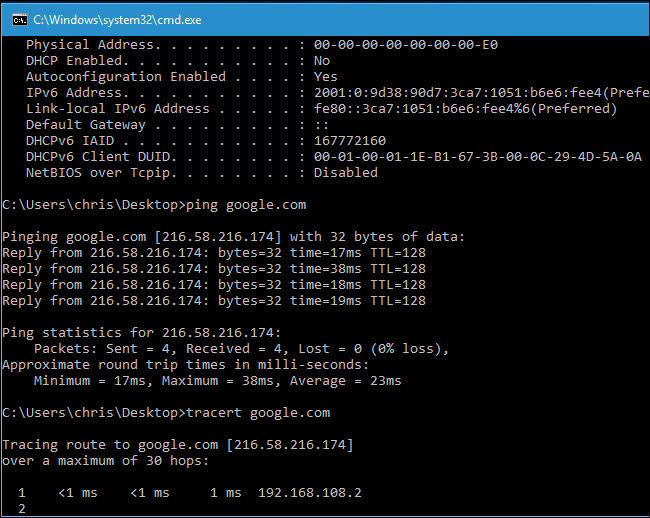 C:\Windows\system32\cmd.exe
Physical Address. . . . . . . . . : 00-00-00-00-00-00-00-E0
DHCP Enabled. . . . . . . . . . . : No
Autoconfiguration Enabled . . . . : Yes
IPv6 Address. . . . . . . . . . . : 2001:0:9d38:90d7:3ca7:1051:b6e6:fee4(Prefe
Link-local IPv6 Address . . . . . : fe80::3ca7:1051:b6e6:fee4%6(Preferred)
Default Gateway . . . . . . . . . : ::
DHCPv6 IAID . . . . . . . . . . . : 167772160
DHCPv6 Client DUID. . . . . . . . : 00-01-00-01-1E-B1-67-3B-00-0C-29-4D-5A-0A
NetBIOS over Tcpip. . . . . . . . : Disabled
C:\Users\chris\Desktop>ping google.com
Pinging google.com [216.58.216.174] with 32 bytes of data:
Reply from 216.58.216.174: bytes=32 time=17ms TTL=128
Reply from 216.58.216.174: bytes=32 time=38ms TTL=128
Reply from 216.58.216.174: bytes=32 time=18ms TTL=128
Reply from 216.58.216.174: bytes=32 time=19ms TTL=128
Ping statistics for 216.58.216.174:
Packets: Sent = 4, Received = 4, Lost = 0 (0% loss),
Approximate round trip times in milli-seconds:
Minimum = 17ms, Maximum = 38ms, Average = 23ms
C:\Users\chris\Desktop>tracert google.com
Tracing route to google.com [216.58.216.174]
over a maximum of 30 hops:
1 <1 ms <1 ms 1 ms 192.168.108.2
2